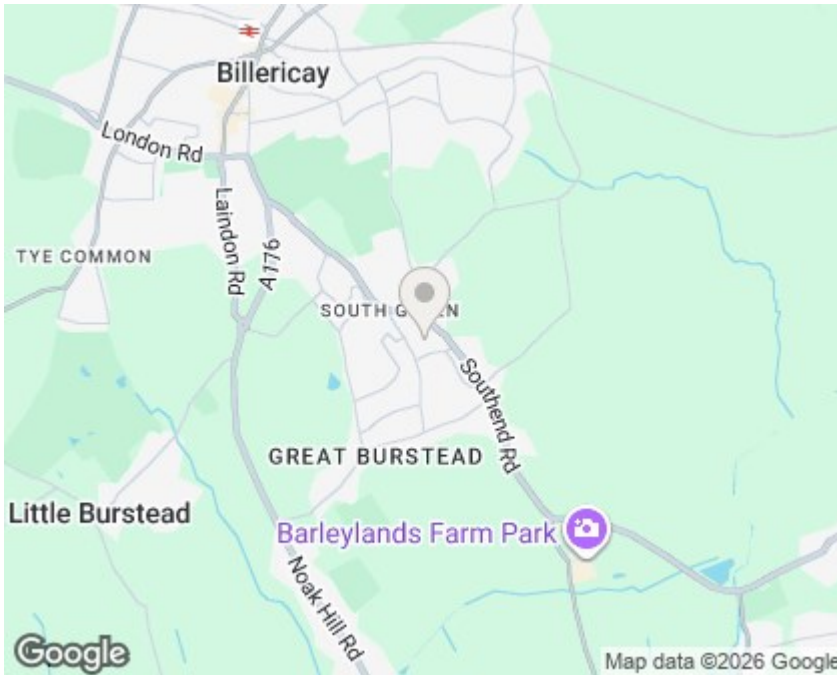 Billericay
London Rd
Laindon Rd
A176
TYE COMMON
SOUTH G EN
Southend Rd
GREAT BURSTEAD
Little Burstead
Barleylands Farm Park
Noak Hill Rd
Google
Map data ©2026 Google